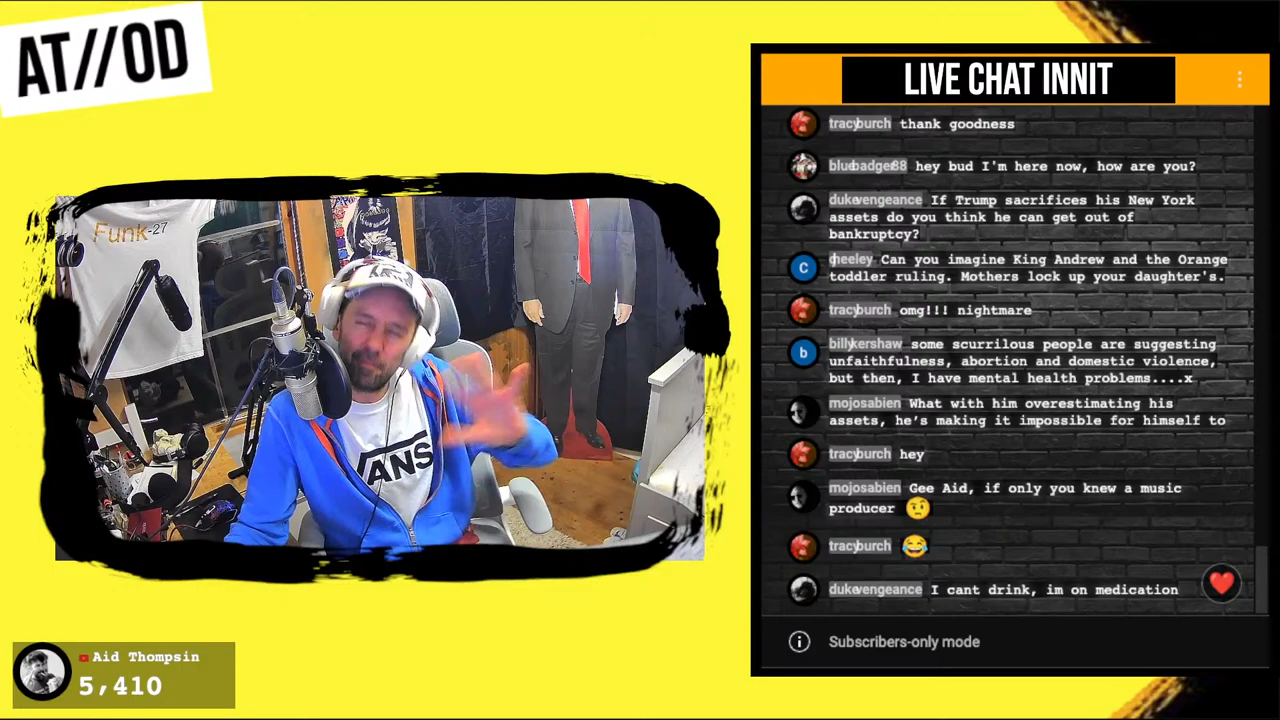 AT//OD
LIVE CHAT INNIT
tracyburch thank goodness
bluebadger88 hey bud I'm here now, how are you?
dukevengeance If Trump sacrifices his New York
assets do you think he can get out of
bankruptcy?
cheeley Can you imagine King Andrew and the Orange
toddler ruling. Mothers lock up your daughter's.
tracyburch omg!!! nightmare
billykershaw some scurrilous people are suggesting
unfaithfulness, abortion and domestic violence,
but then, I have mental health problems....x
mojosabien What with him overestimating his
assets, he's making it impossible for himself to
tracyburch hey
mojosabien Gee Aid, if only you knew a music
producer 🤨
tracyburch 😂
dukevengeance I cant drink, im on medication
Subscribers-only mode
Funk-27
VANS
Aid Thompsin
5,410